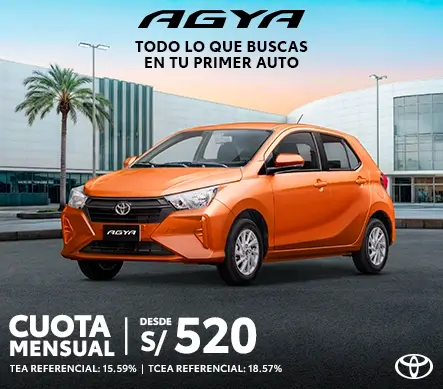 AGYA
TODO LO QUE BUSCAS
EN TU PRIMER AUTO
AGYA
CUOTA
MENSUAL
DESDE
S/ 520
TEA REFERENCIAL: 15.59% | TCEA REFERENCIAL: 18.57%